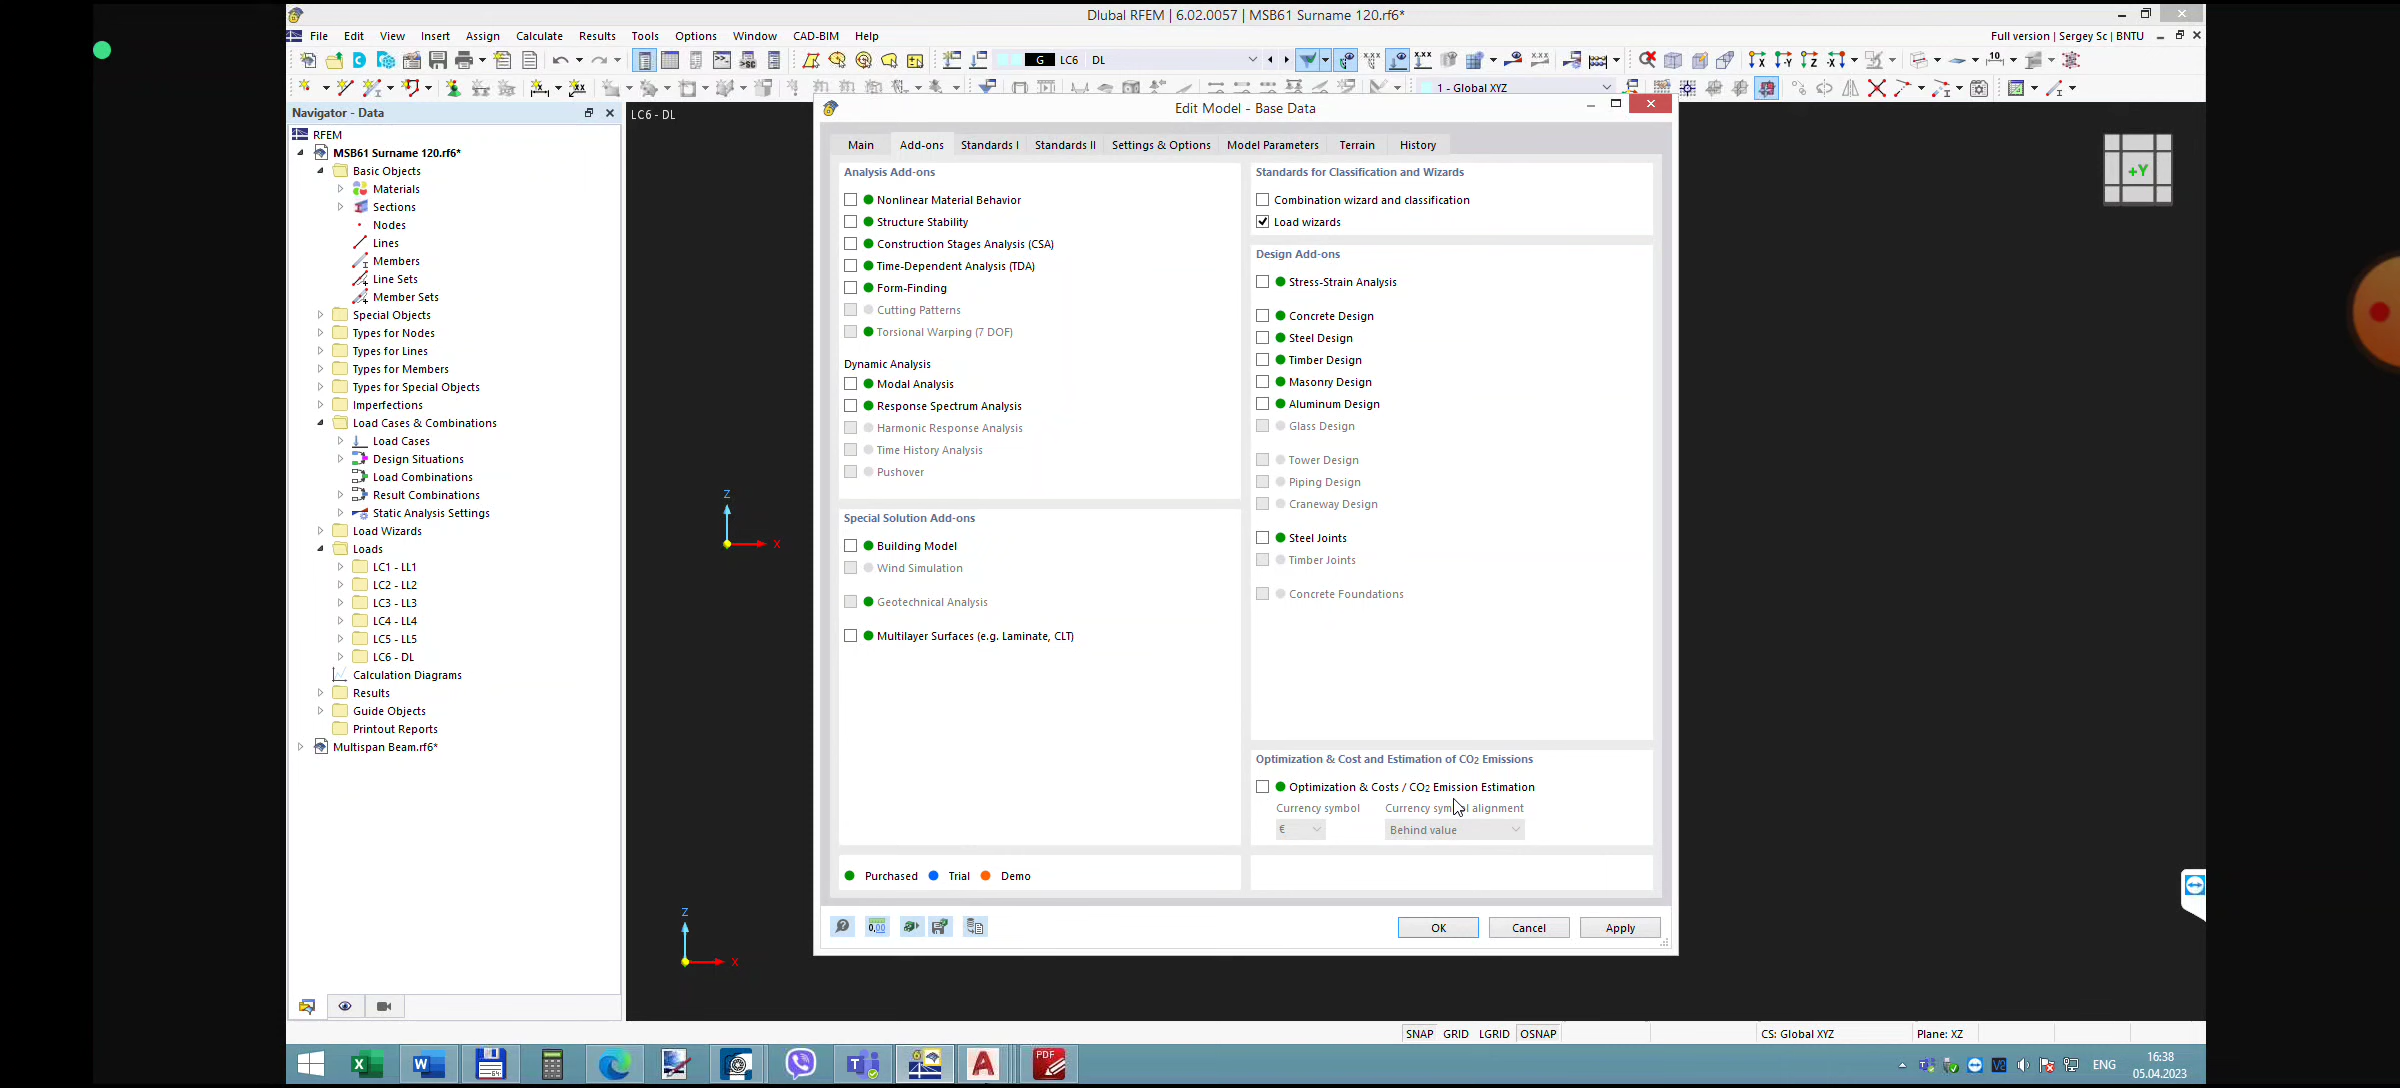 Dlubal RFEM | 6.02.0057 | MSB61 Surname 120.rf6*
File Edit View Insert Assign Calculate Results Tools Options Window CAD-BIM Help
Full version | Sergey Sc | BNTU
G LC6 DL
1 - Global XYZ
Navigator - Data
RFEM
MSB61 Surname 120.rf6*
Basic Objects
Materials
Sections
Nodes
Lines
Members
Line Sets
Member Sets
Special Objects
Types for Nodes
Types for Lines
Types for Members
Types for Special Objects
Imperfections
Load Cases & Combinations
Load Cases
Design Situations
Load Combinations
Result Combinations
Static Analysis Settings
Load Wizards
Loads
LC1 - LL1
LC2 - LL2
LC3 - LL3
LC4 - LL4
LC5 - LL5
LC6 - DL
Calculation Diagrams
Results
Guide Objects
Printout Reports
Multispan Beam.rf6*
LC6 - DL
Z
X
Z
X
+Y
Edit Model - Base Data
Main Add-ons Standards I Standards II Settings & Options Model Parameters Terrain History
Analysis Add-ons
Nonlinear Material Behavior
Structure Stability
Construction Stages Analysis (CSA)
Time-Dependent Analysis (TDA)
Form-Finding
Cutting Patterns
Torsional Warping (7 DOF)
Dynamic Analysis
Modal Analysis
Response Spectrum Analysis
Harmonic Response Analysis
Time History Analysis
Pushover
Special Solution Add-ons
Building Model
Wind Simulation
Geotechnical Analysis
Multilayer Surfaces (e.g. Laminate, CLT)
Purchased Trial Demo
Standards for Classification and Wizards
Combination wizard and classification
Load wizards
Design Add-ons
Stress-Strain Analysis
Concrete Design
Steel Design
Timber Design
Masonry Design
Aluminum Design
Glass Design
Tower Design
Piping Design
Craneway Design
Steel Joints
Timber Joints
Concrete Foundations
Optimization & Cost and Estimation of CO2 Emissions
Optimization & Costs / CO2 Emission Estimation
Currency symbol Currency symbol alignment
€ Behind value
OK Cancel Apply
SNAP GRID LGRID OSNAP
CS: Global XYZ
Plane: XZ
PDF
ENG
16:38
05.04.2023